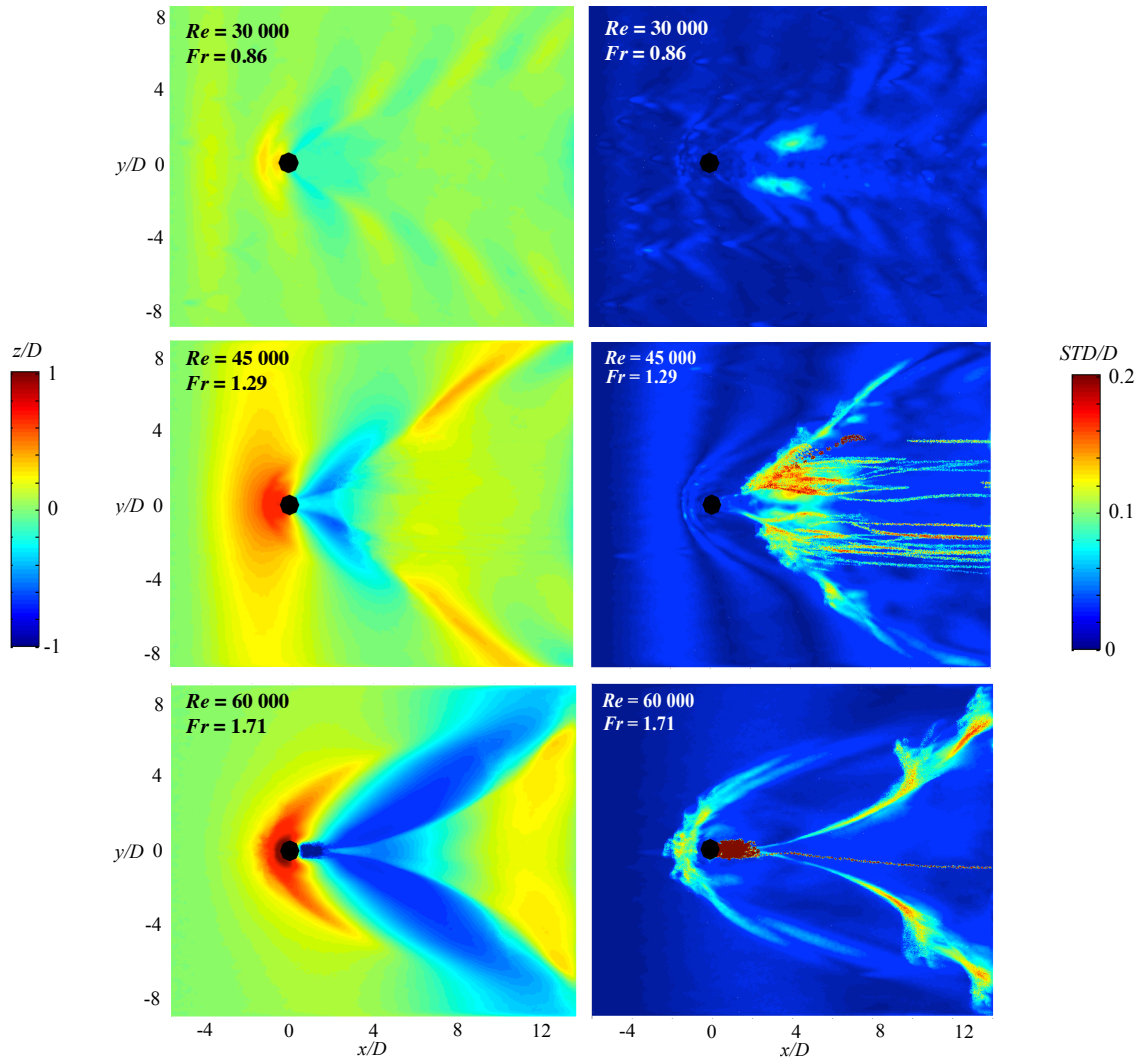 8
Re = 30 000
Fr = 0.86
4
y/D 0
-4
-8
Re = 30 000
Fr = 0.86
z/D
1
0
-1
8
Re = 45 000
Fr = 1.29
4
y/D 0
-4
-8
Re = 45 000
Fr = 1.29
STD/D
0.2
0.1
0
8
Re = 60 000
Fr = 1.71
4
y/D 0
-4
-8
-4 0 4 8 12
x/D
Re = 60 000
Fr = 1.71
-4 0 4 8 12
x/D